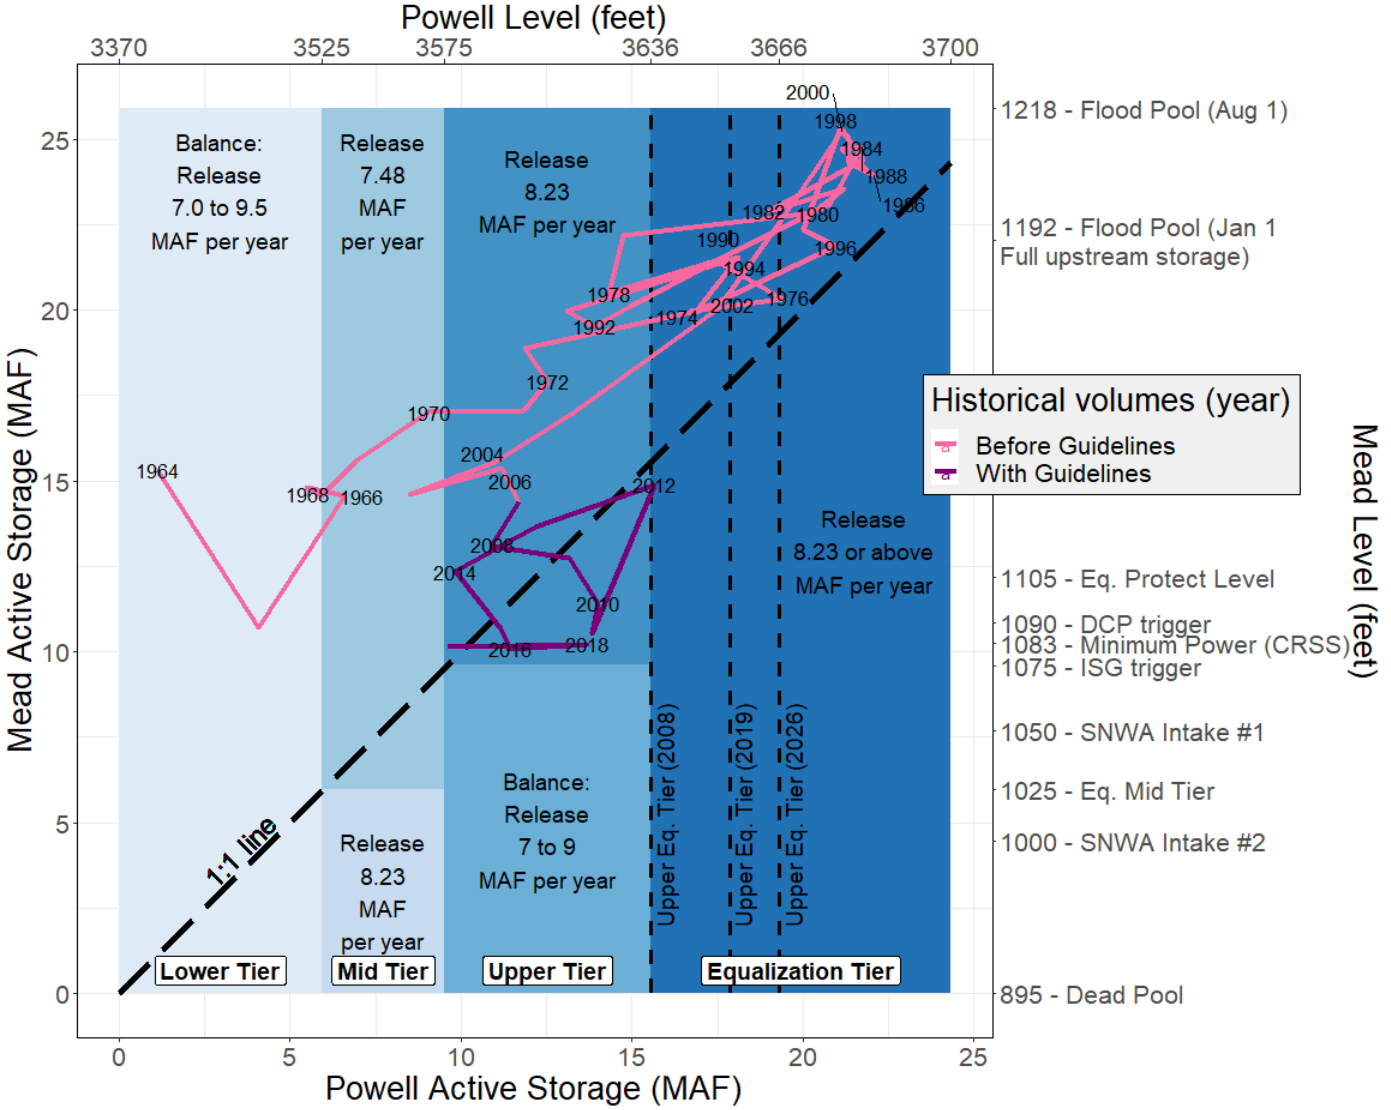 Powell Level (feet)
3370 3525 3575 3636 3666 3700
Mead Active Storage (MAF)
25
20
15
10
5
0
Balance:
Release
7.0 to 9.5
MAF per year
Release
7.48
MAF
per year
Release
8.23
MAF per year
2000
1998
1984
1988
1986
1982
1980
1990
1996
1994
1978
2002
1976
1992
1974
1972
1970
1964
2004
1968
1966
2006
2012
2008
2014
2010
2016
2018
Release
8.23 or above
MAF per year
Balance:
Release
7 to 9
MAF per year
Release
8.23
MAF
per year
1:1 line
Upper Eq. Tier (2008)
Upper Eq. Tier (2019)
Upper Eq. Tier (2026)
Lower Tier
Mid Tier
Upper Tier
Equalization Tier
1218 - Flood Pool (Aug 1)
1192 - Flood Pool (Jan 1
Full upstream storage)
Historical volumes (year)
a Before Guidelines
a With Guidelines
1105 - Eq. Protect Level
1090 - DCP trigger
1083 - Minimum Power (CRSS)
1075 - ISG trigger
1050 - SNWA Intake #1
1025 - Eq. Mid Tier
1000 - SNWA Intake #2
895 - Dead Pool
Mead Level (feet)
0 5 10 15 20 25
Powell Active Storage (MAF)